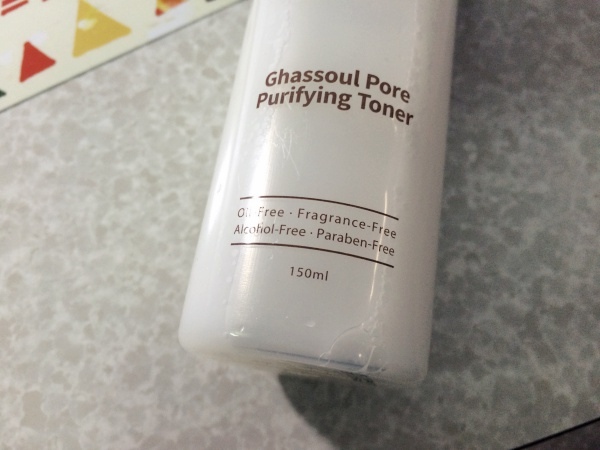 Ghassoul Pore
Purifying Toner
Oil-Free · Fragrance-Free
Alcohol-Free · Paraben-Free
150ml